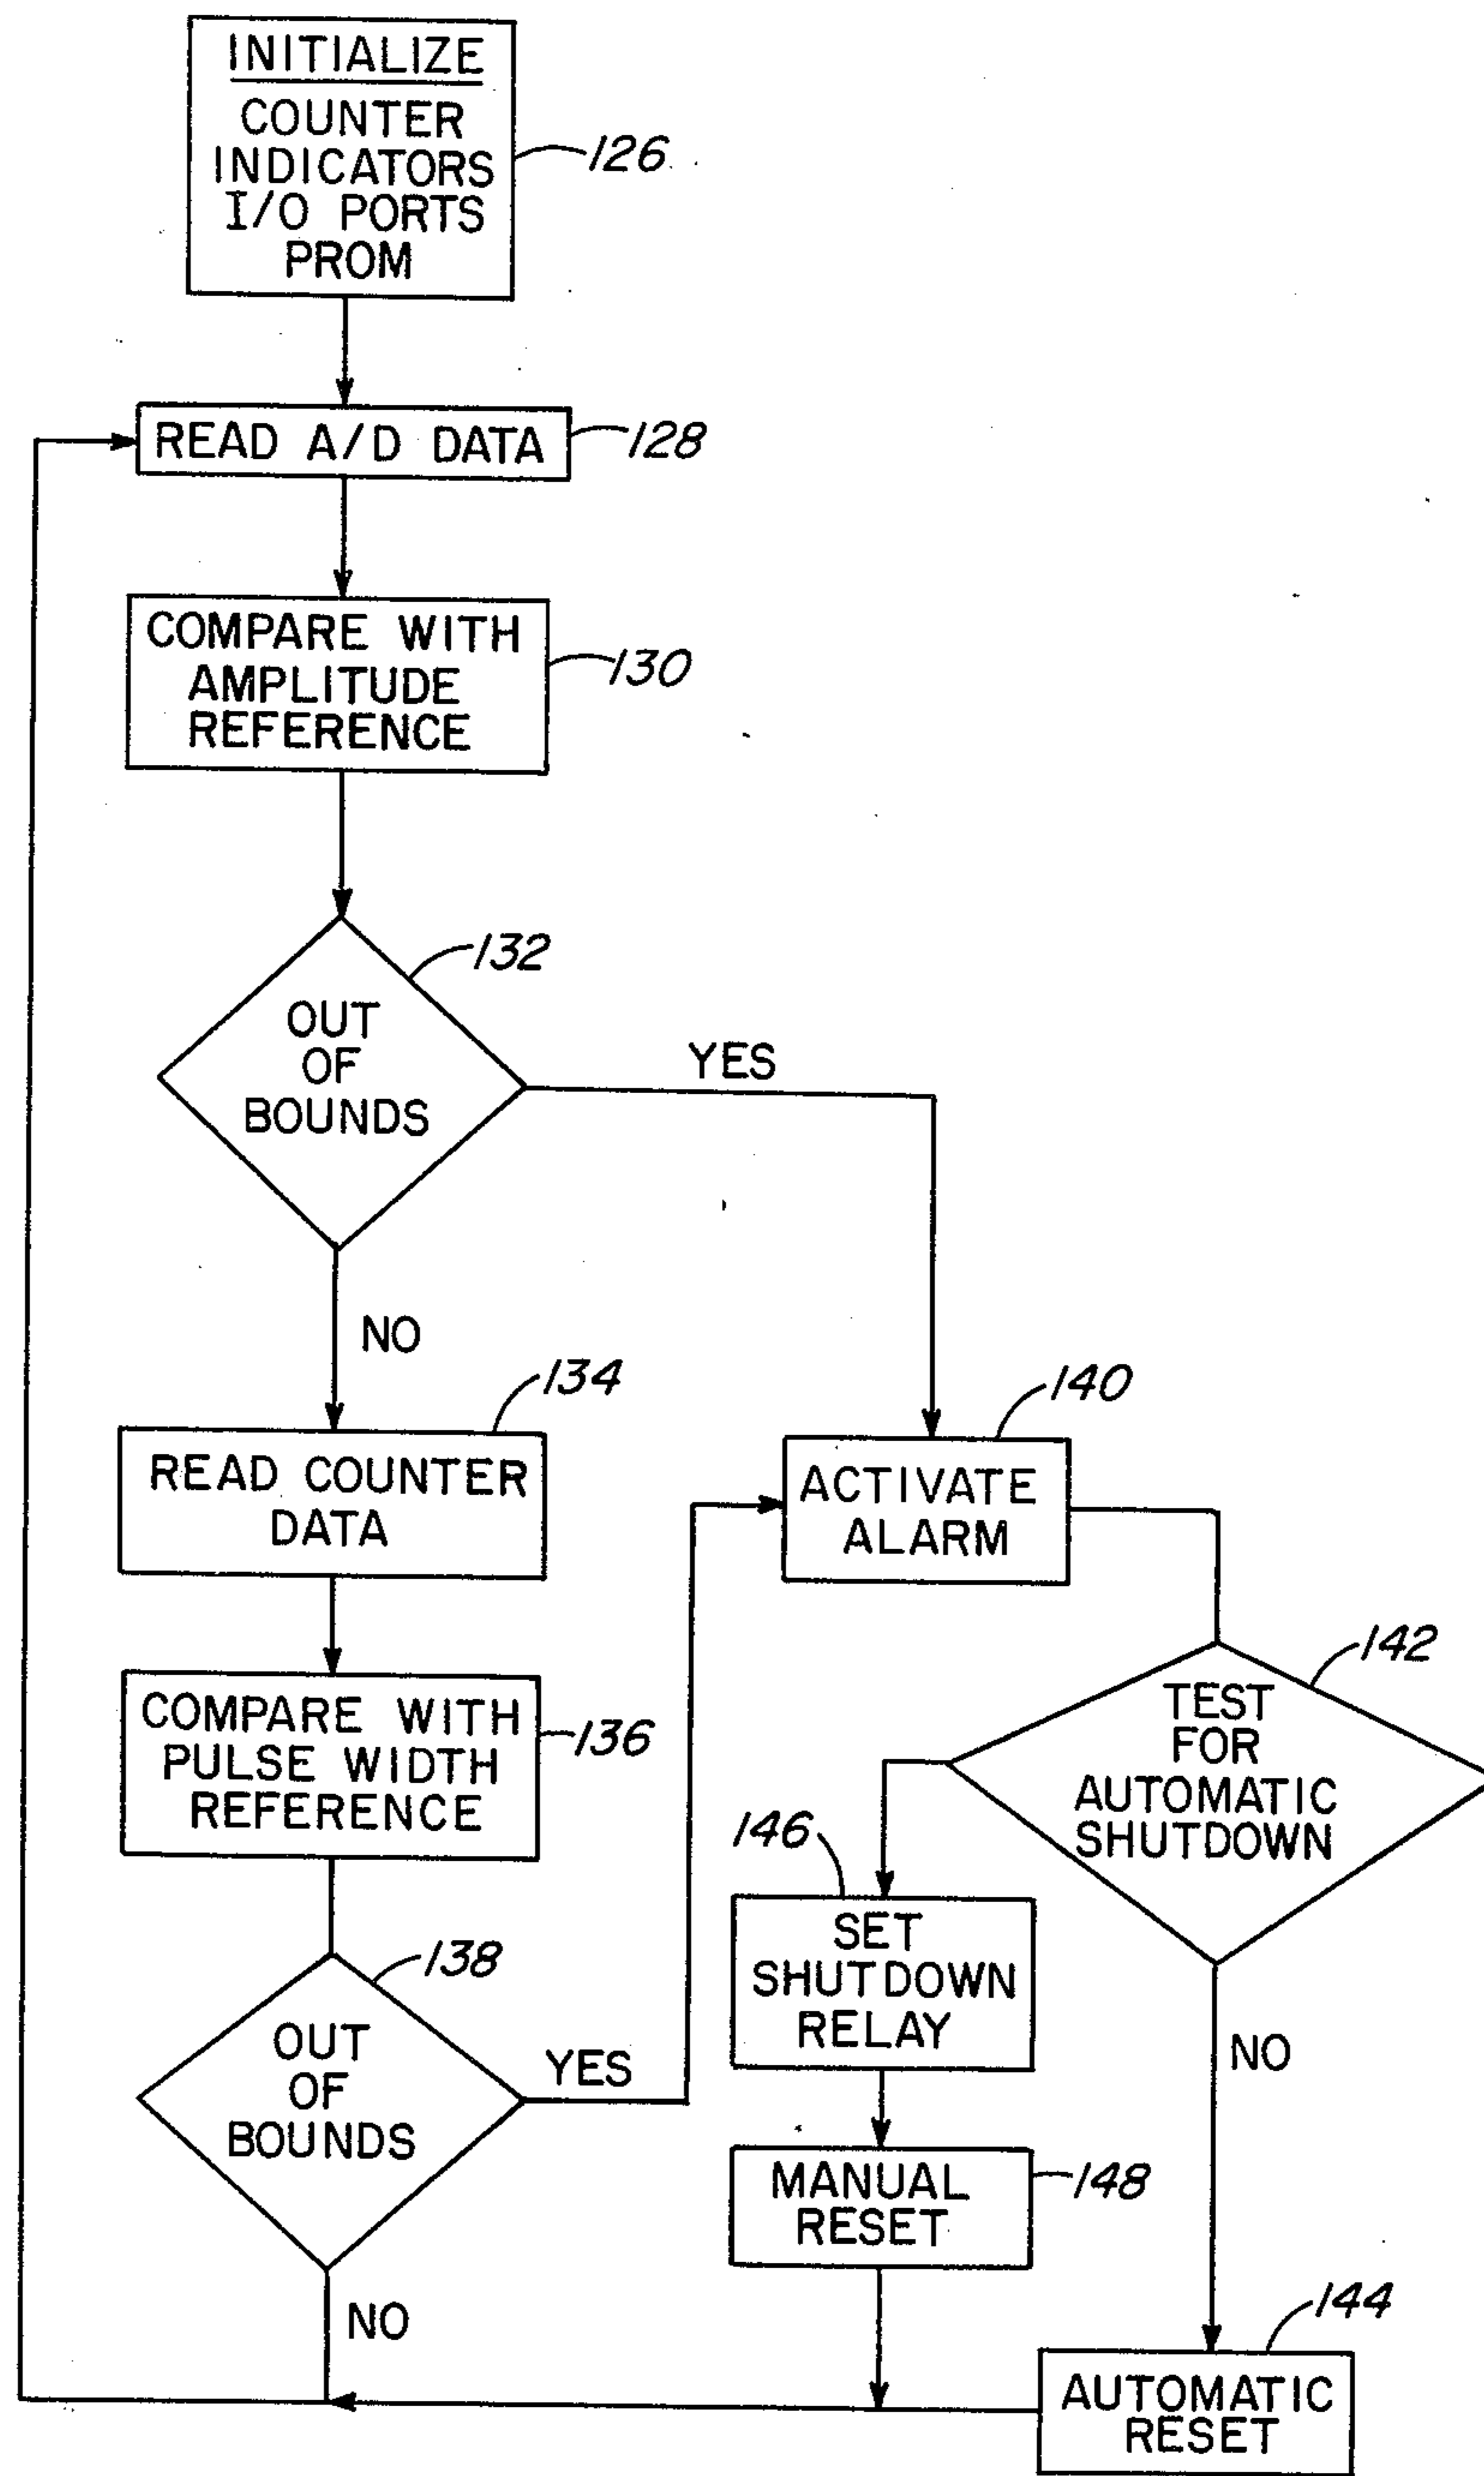 INITIALIZE
COUNTER
INDICATORS
I/O PORTS
PROM
126
READ A/D DATA
128
COMPARE WITH
AMPLITUDE
REFERENCE
130
132
OUT
OF
BOUNDS
YES
NO
134
READ COUNTER
DATA
140
ACTIVATE
ALARM
COMPARE WITH
PULSE WIDTH
REFERENCE
136
142
TEST
FOR
AUTOMATIC
SHUTDOWN
146
SET
SHUTDOWN
RELAY
138
OUT
OF
BOUNDS
YES
NO
MANUAL
RESET
148
NO
144
AUTOMATIC
RESET